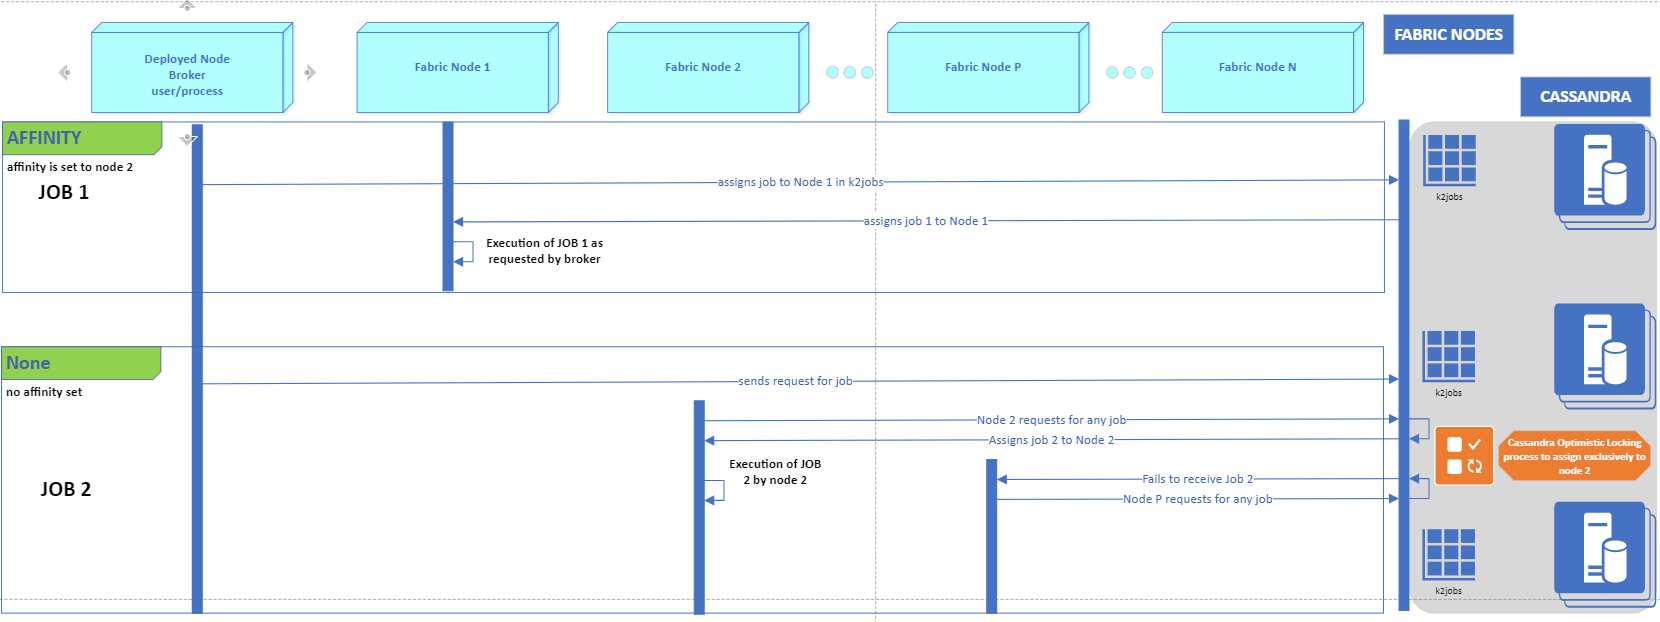 FABRIC NODES
Deployed Node
Broker
user/process
Fabric Node 1
Fabric Node 2
Fabric Node P
Fabric Node N
CASSANDRA
AFFINITY
affinity is set to node 2
JOB 1
assigns job to Node 1 in k2jobs
k2jobs
assigns job 1 to Node 1
Execution of JOB 1 as
requested by broker
None
no affinity set
sends request for job
k2jobs
Node 2 requests for any job
Assigns job 2 to Node 2
Cassandra Optimistic Locking
process to assign exclusively to
node 2
Execution of JOB
2 by node 2
JOB 2
Fails to receive Job 2
Node P requests for any job
k2jobs